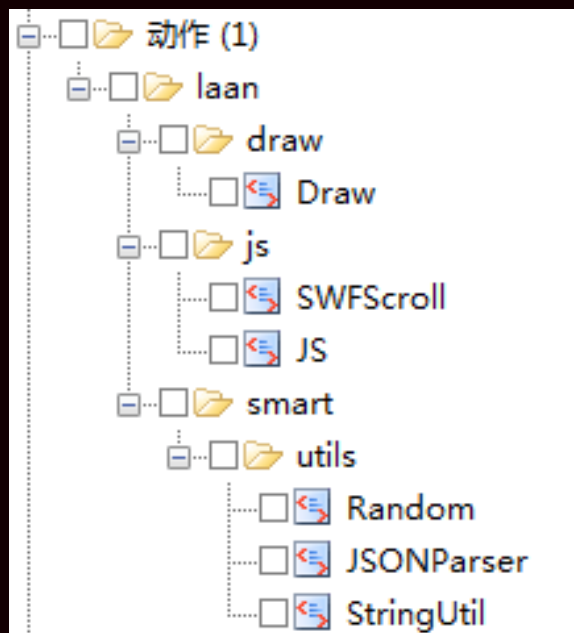 动作 (1)
laan
draw
Draw
js
SWFScroll
JS
smart
utils
Random
JSONParser
StringUtil